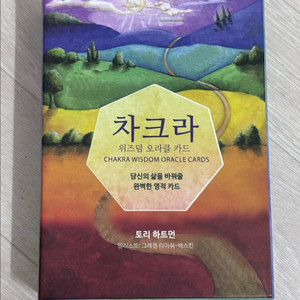 차크라
위즈덤 오라클 카드
CHAKRA WISDOM ORACLE CARDS
당신의 삶을 바꿔줄
완벽한 영적 카드
토리 하트먼